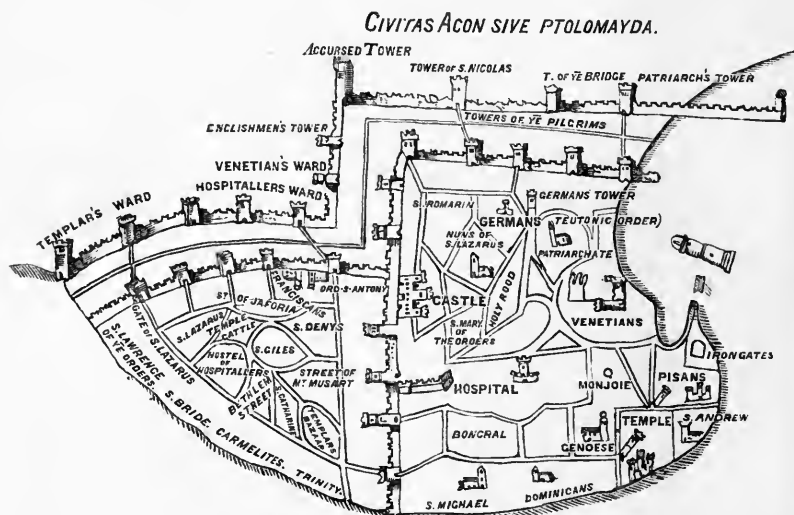 CIVITAS ACON SIVE PTOLOMAYDA.
ACCURSED TOWER
TOWER OF S. NICOLAS
T. OF YE BRIDGE
PATRIARCH'S TOWER
TOWERS OF YE PILGRIMS
ENGLISHMEN'S TOWER
VENETIAN'S WARD
HOSPITALLERS WARD
TEMPLAR'S WARD
GERMANS TOWER
S. ROMARIN
GERMANS
(TEUTONIC ORDER)
NUNS OF
S. LAZARUS
PATRIARCHATE
CASTLE
HOLY ROOD
VENETIANS
S. MARY
OF
THE ORDERS
IRON GATES
FRANCISCANS
ORD. S. ANTONY
ST
OF JAFORIA
GATE OF S. LAZARUS
S. LAZARUS
TEMPLE
CATTLE
S. DENYS
S. LAWRENCE
OF YE ORDERS
S. GILES
HOSTEL
OF
HOSPITALLERS
STREET OF
MT. MUSART
BETHLEM
STREET
S. CATHARINE
TEMPLARS
BAZAAR
S. BRIDE. CARMELITES. TRINITY.
HOSPITAL
MONJOIE
PISANS
BONCRAL
GENOESE
TEMPLE
S. ANDREW
S. MICHAEL
DOMINICANS